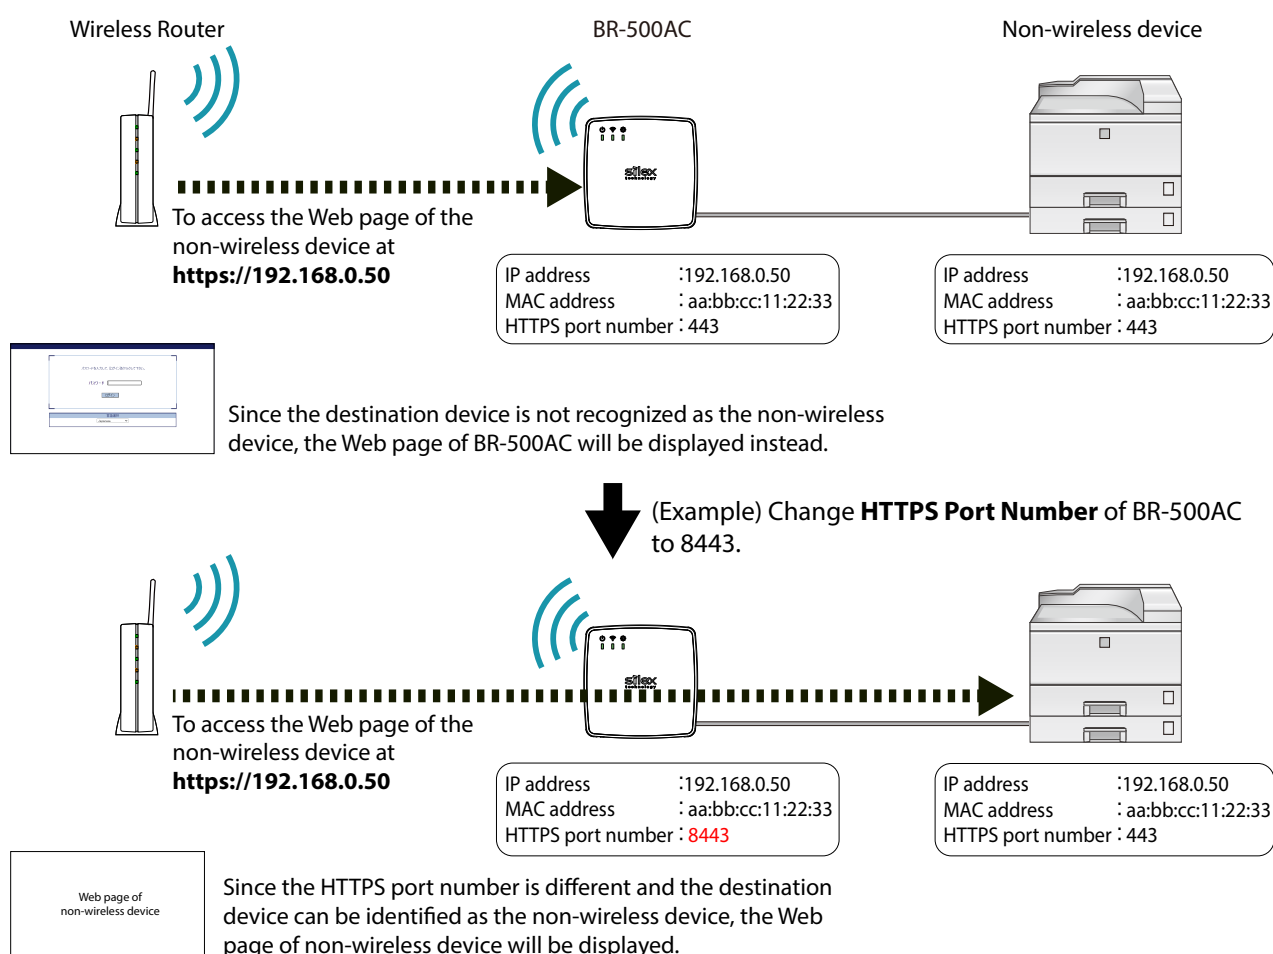 Wireless Router
BR-500AC
Non-wireless device
silex
technology
To access the Web page of the
non-wireless device at
https://192.168.0.50
IP address :192.168.0.50
MAC address : aa:bb:cc:11:22:33
HTTPS port number : 443
IP address :192.168.0.50
MAC address : aa:bb:cc:11:22:33
HTTPS port number : 443
Since the destination device is not recognized as the non-wireless
device, the Web page of BR-500AC will be displayed instead.
(Example) Change HTTPS Port Number of BR-500AC
to 8443.
silex
technology
To access the Web page of the
non-wireless device at
https://192.168.0.50
IP address :192.168.0.50
MAC address : aa:bb:cc:11:22:33
HTTPS port number : 8443
IP address :192.168.0.50
MAC address : aa:bb:cc:11:22:33
HTTPS port number : 443
Web page of
non-wireless device
Since the HTTPS port number is different and the destination
device can be identified as the non-wireless device, the Web
page of non-wireless device will be displayed.